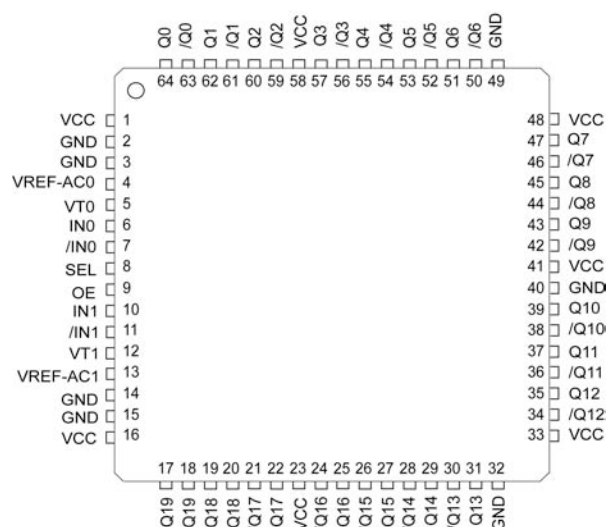 Q0 /Q0 Q1 /Q1 Q2 /Q2 VCC Q3 /Q3 Q4 /Q4 Q5 /Q5 Q6 /Q6 GND
64 63 62 61 60 59 58 57 56 55 54 53 52 51 50 49
VCC 1 48 VCC
GND 2 47 Q7
GND 3 46 /Q7
VREF-AC0 4 45 Q8
VT0 5 44 /Q8
IN0 6 43 Q9
/IN0 7 42 /Q9
SEL 8 41 VCC
OE 9 40 GND
IN1 10 39 Q10
/IN1 11 38 /Q10
VT1 12 37 Q11
VREF-AC1 13 36 /Q11
GND 14 35 Q12
GND 15 34 /Q12
VCC 16 33 VCC
17 18 19 20 21 22 23 24 25 26 27 28 29 30 31 32
Q19 Q19 Q18 Q18 Q17 Q17 VCC Q16 Q16 Q15 Q15 Q14 Q14 Q13 Q13 GND